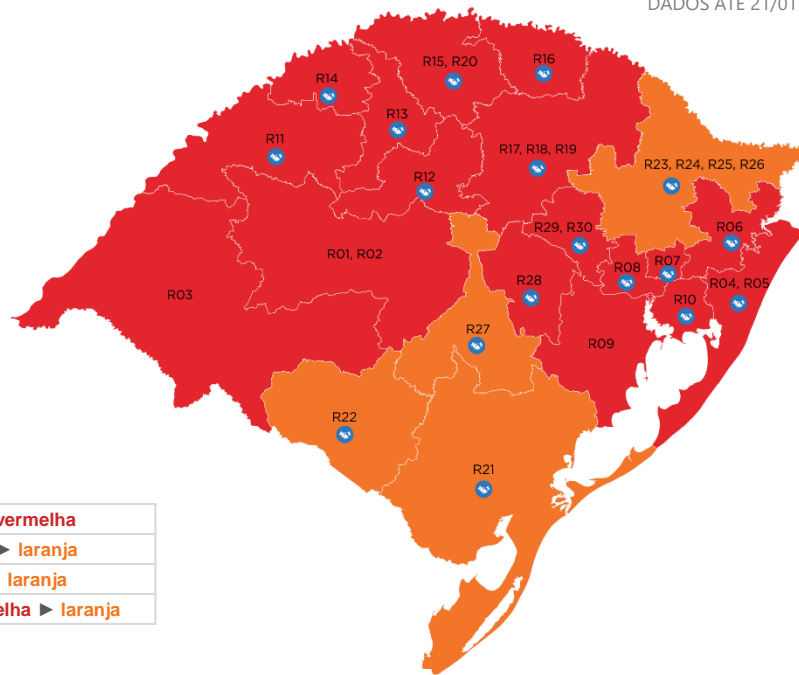 DADOS ATÉ 21/01
R16
R15, R20
R14
R13
R11
R17, R18, R19
R23, R24, R25, R26
R12
R29, R30
R06
R01, R02
R28
R08
R07
R04, R05
R03
R10
R27
R09
R22
R21
vermelha
► laranja
laranja
► laranja